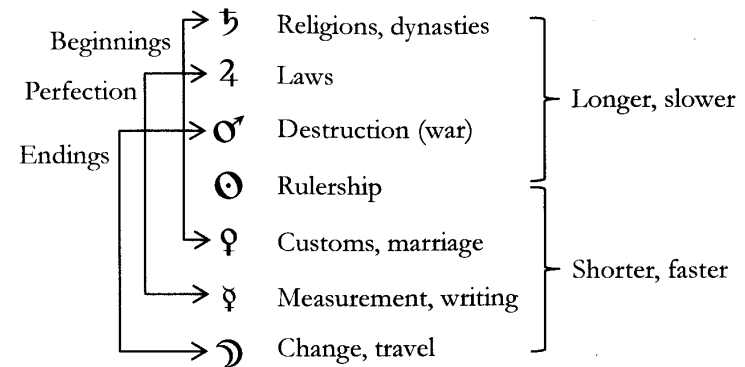 Beginnings
Perfection
Endings
♄ Religions, dynasties
♃ Laws
♂ Destruction (war)
☉ Rulership
♀ Customs, marriage
☿ Measurement, writing
☽ Change, travel
Longer, slower
Shorter, faster